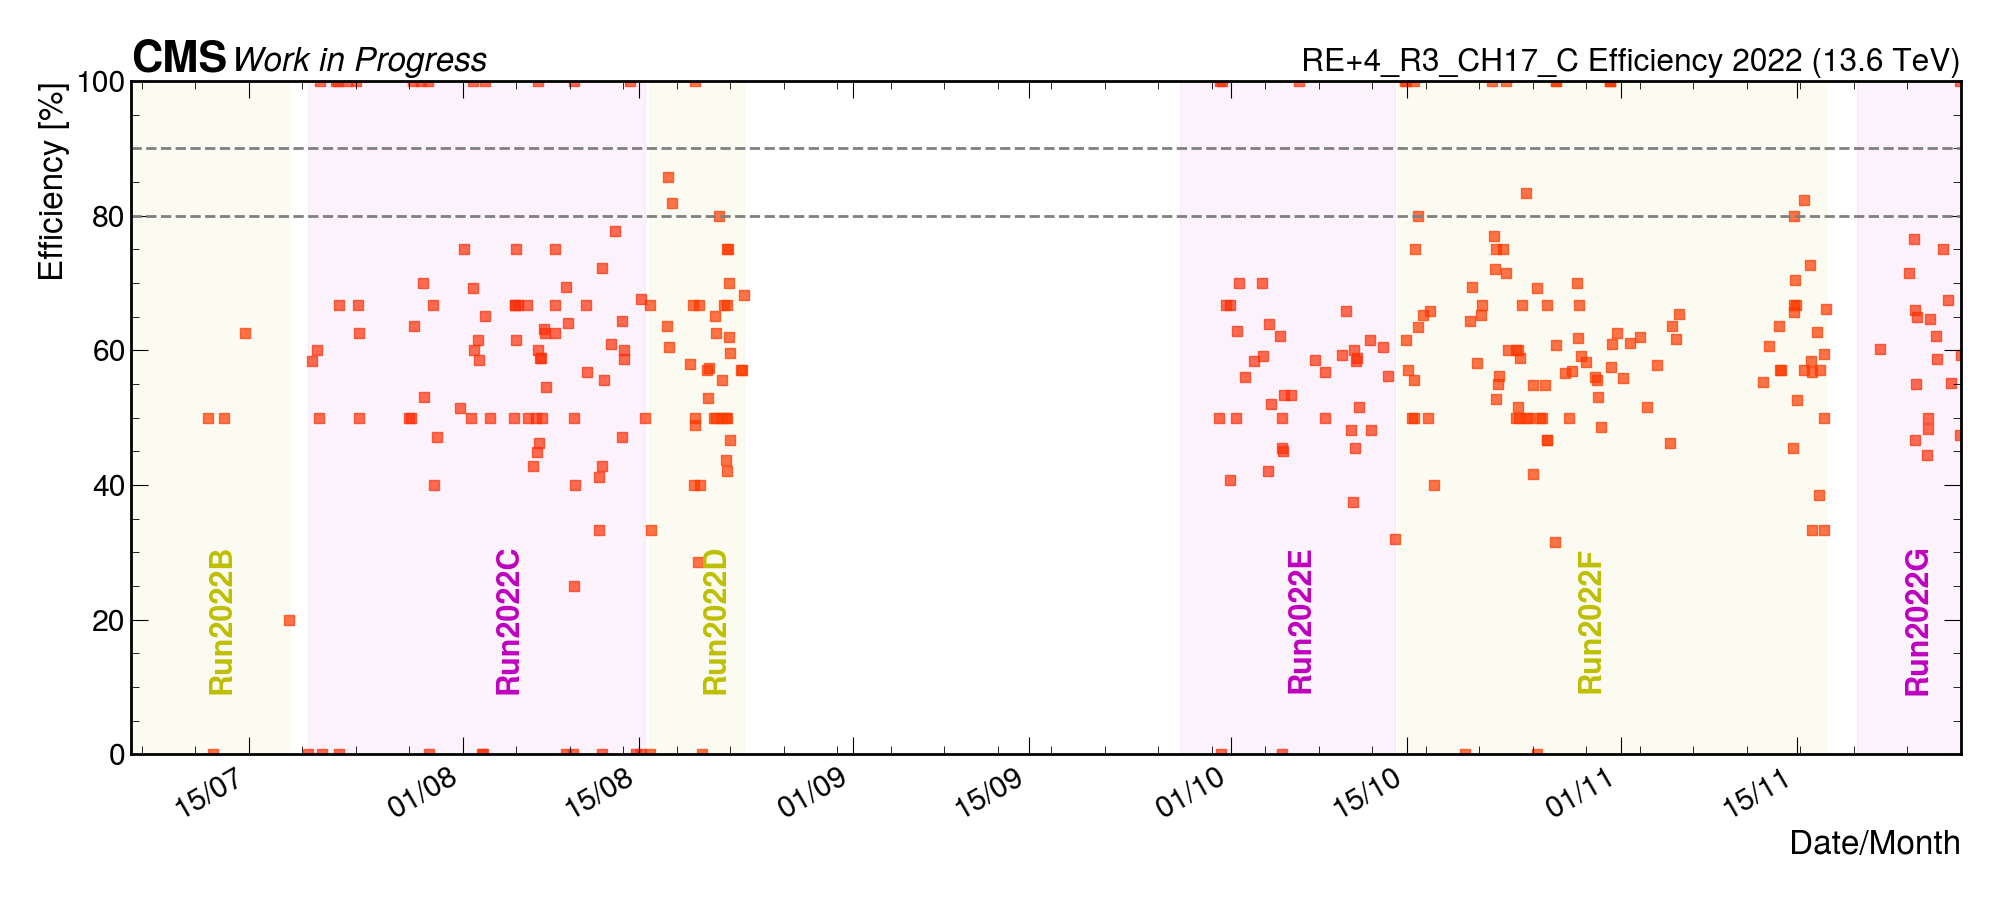 CMS Work in Progress
RE+4_R3_CH17_C Efficiency 2022 (13.6 TeV)
Efficiency [%]
100
80
60
40
20
0
Run2022B
Run2022C
Run2022D
Run2022E
Run2022F
Run2022G
15/07
01/08
15/08
01/09
15/09
01/10
15/10
01/11
15/11
Date/Month